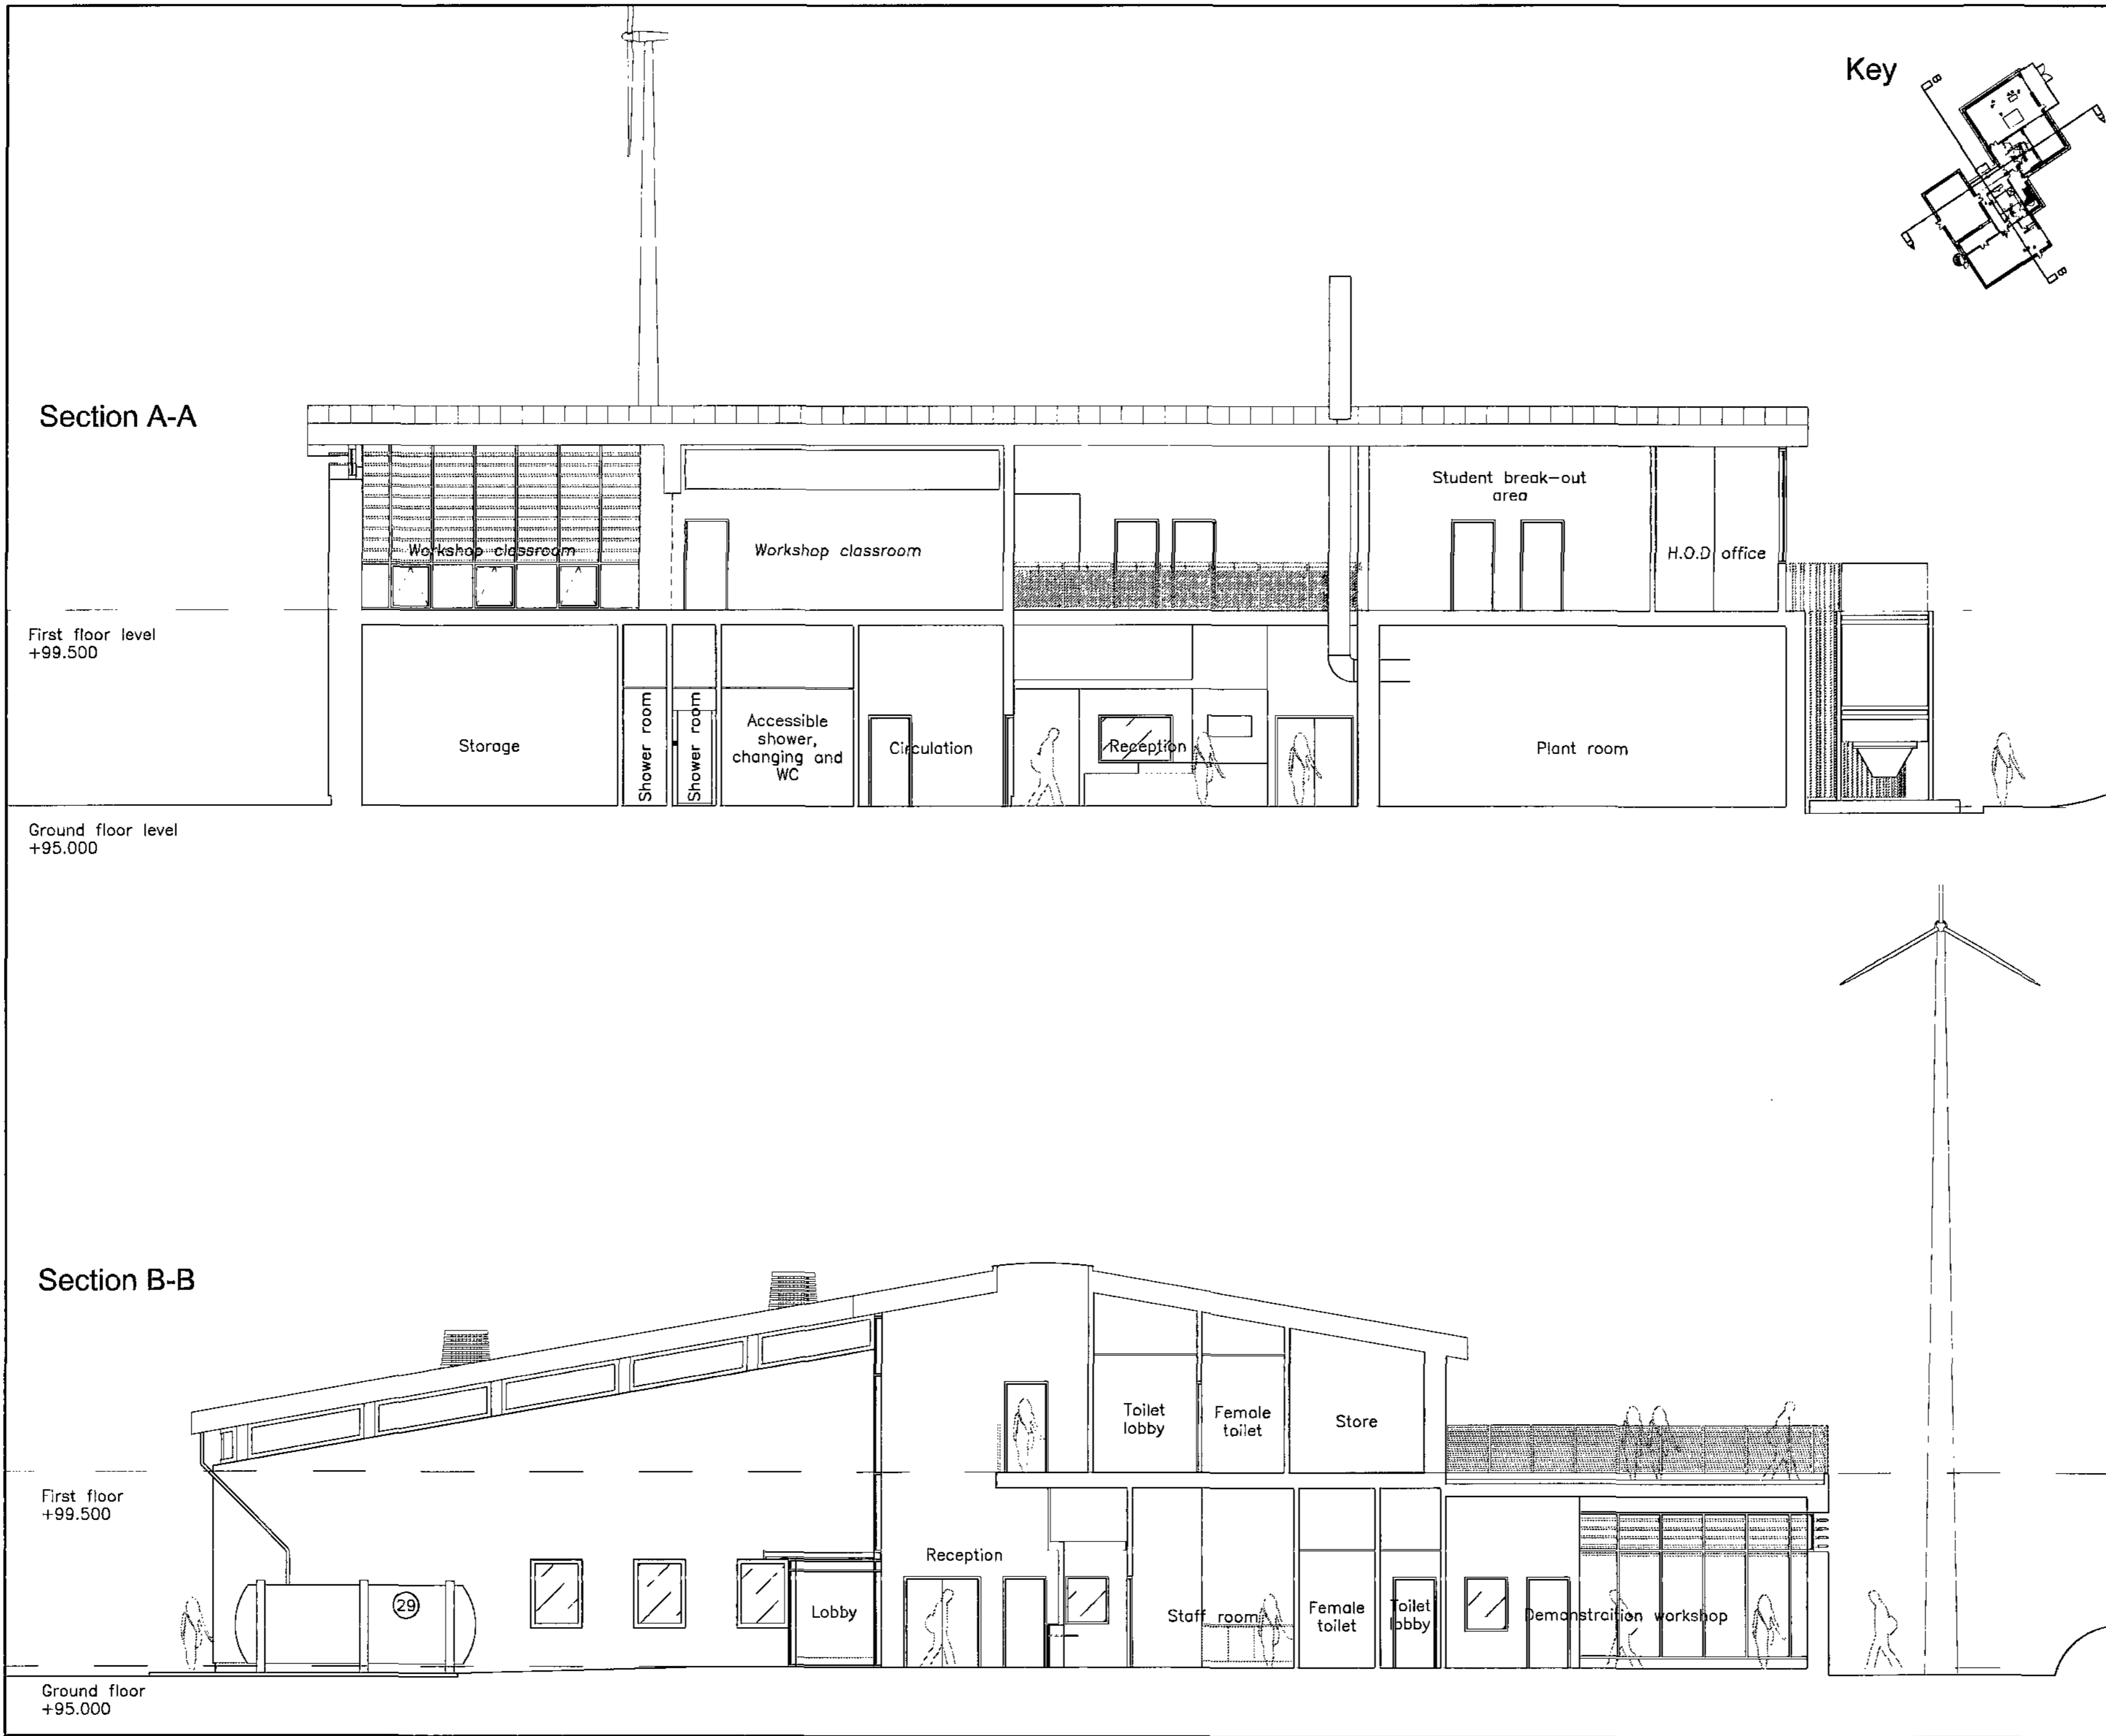 Key
B
B
Section A-A
Student break-out
area
Workshop classroom
Workshop classroom
H.O.D office
First floor level
+99.500
Storage
Shower room
Shower room
Accessible
shower,
changing and
WC
Circulation
Reception
Plant room
Ground floor level
+95.000
Section B-B
Toilet
lobby
Female
toilet
Store
First floor
+99.500
Reception
29
Lobby
Staff room
Female
toilet
Toilet
lobby
Demonstraition workshop
Ground floor
+95.000